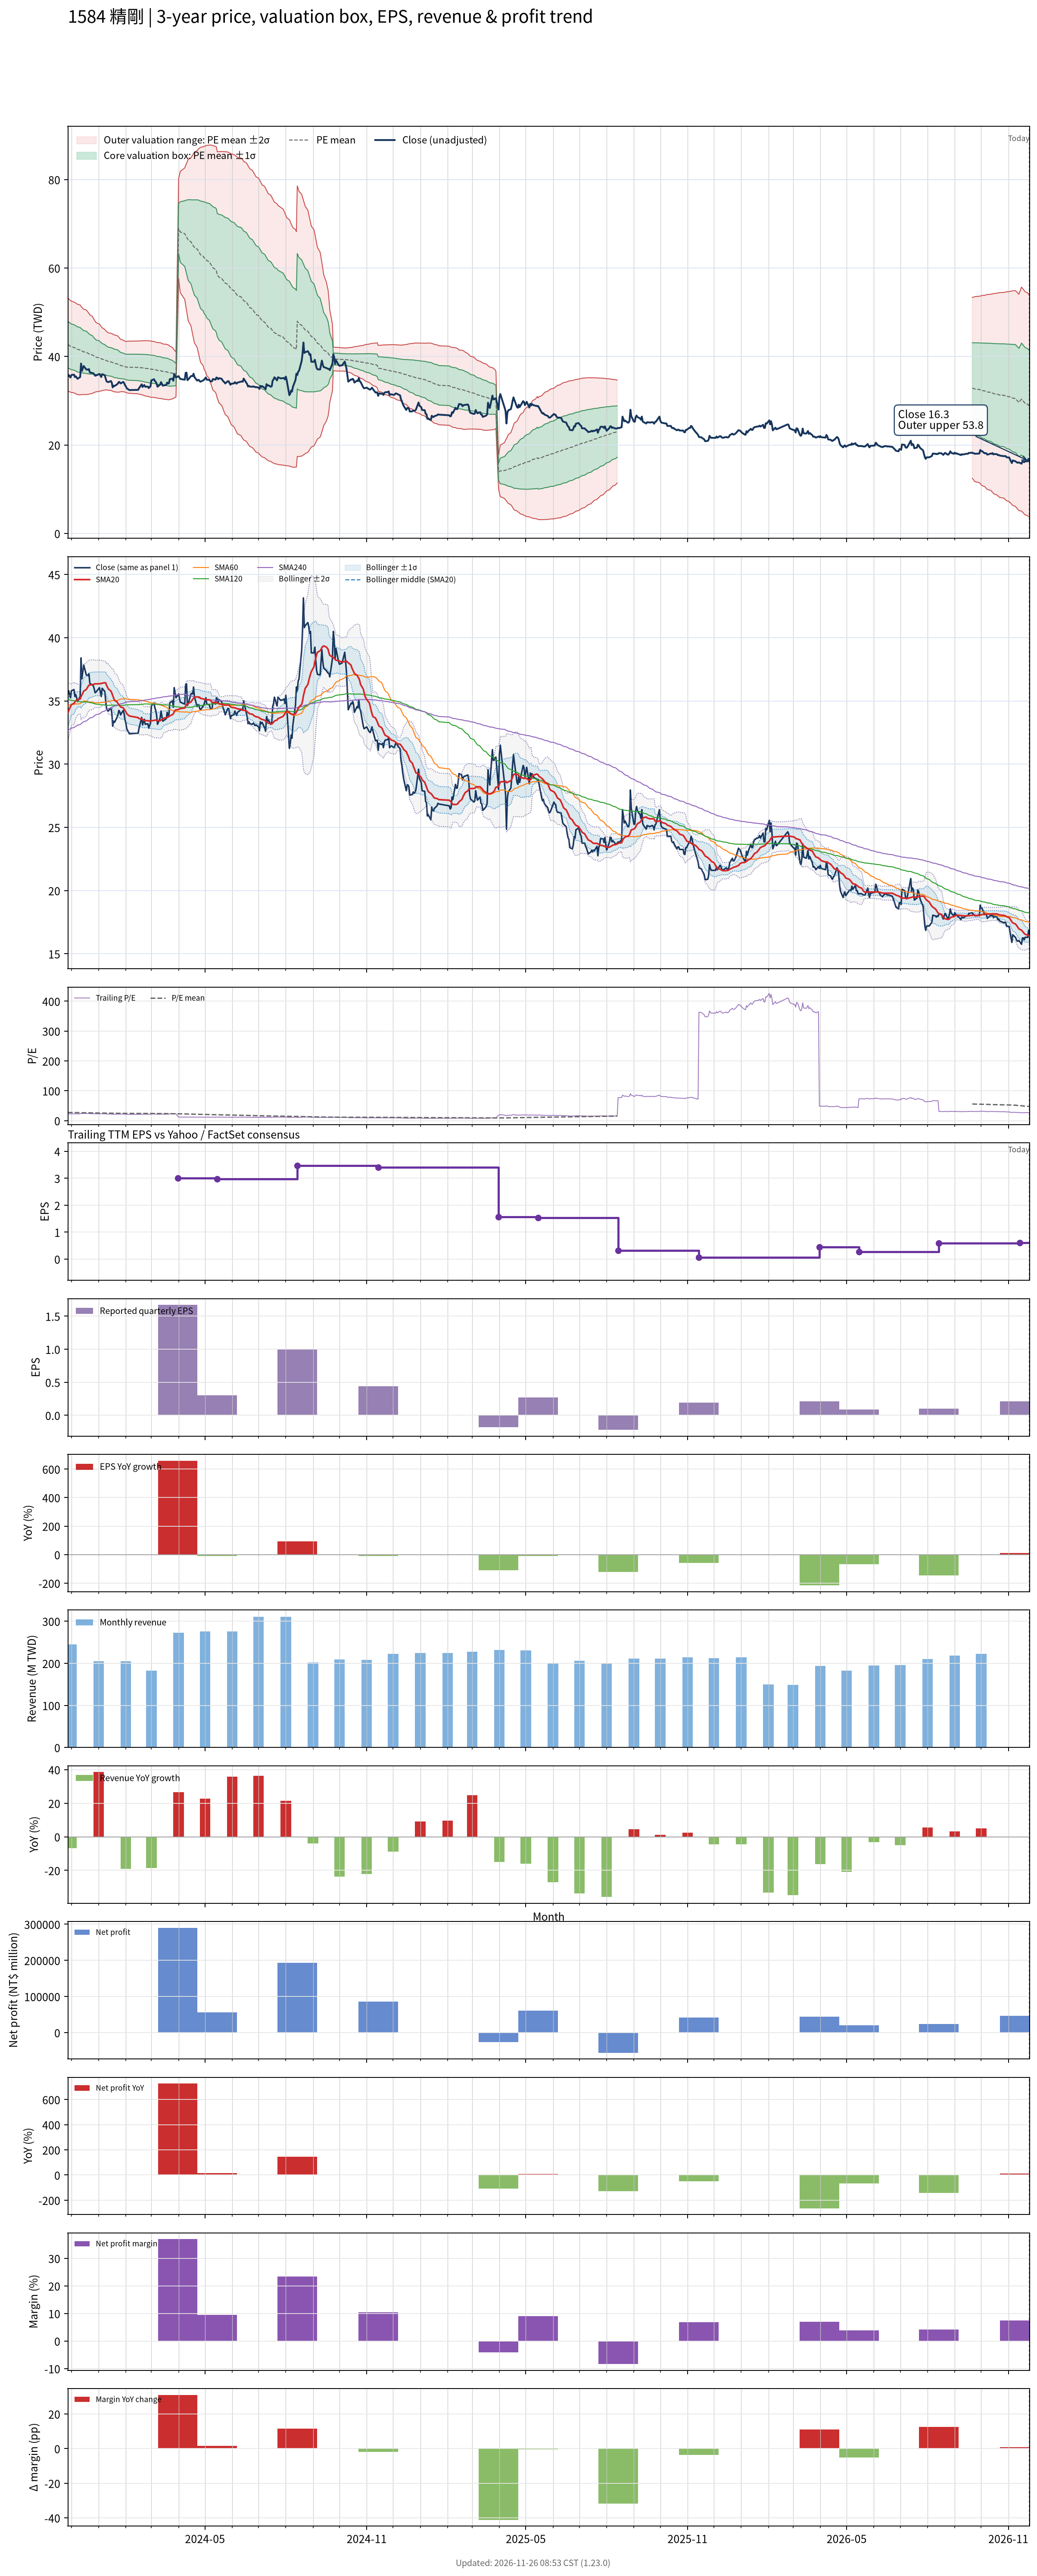 1584 精剛 | 3-year price, valuation box, EPS, revenue & profit trend
Outer valuation range: PE mean ±2σ
Core valuation box: PE mean ±1σ
PE mean
Close (unadjusted)
Today
Price (TWD)
80
60
40
20
0
Close 16.3
Outer upper 53.8
Close (same as panel 1)
SMA20
SMA60
SMA120
SMA240
Bollinger ±2σ
Bollinger ±1σ
Bollinger middle (SMA20)
Price
45
40
35
30
25
20
15
Trailing P/E
P/E mean
P/E
400
300
200
100
0
Trailing TTM EPS vs Yahoo / FactSet consensus
Today
EPS
4
3
2
1
0
Reported quarterly EPS
EPS
1.5
1.0
0.5
0.0
EPS YoY growth
YoY (%)
600
400
200
0
-200
Monthly revenue
Revenue (M TWD)
300
200
100
0
Revenue YoY growth
YoY (%)
40
20
0
-20
Month
Net profit
Net profit (NT$ million)
300000
200000
100000
0
Net profit YoY
YoY (%)
600
400
200
0
-200
Net profit margin
Margin (%)
30
20
10
0
-10
Margin YoY change
Δ margin (pp)
20
0
-20
-40
2024-05
2024-11
2025-05
2025-11
2026-05
2026-11
Updated: 2026-11-26 08:53 CST (1.23.0)